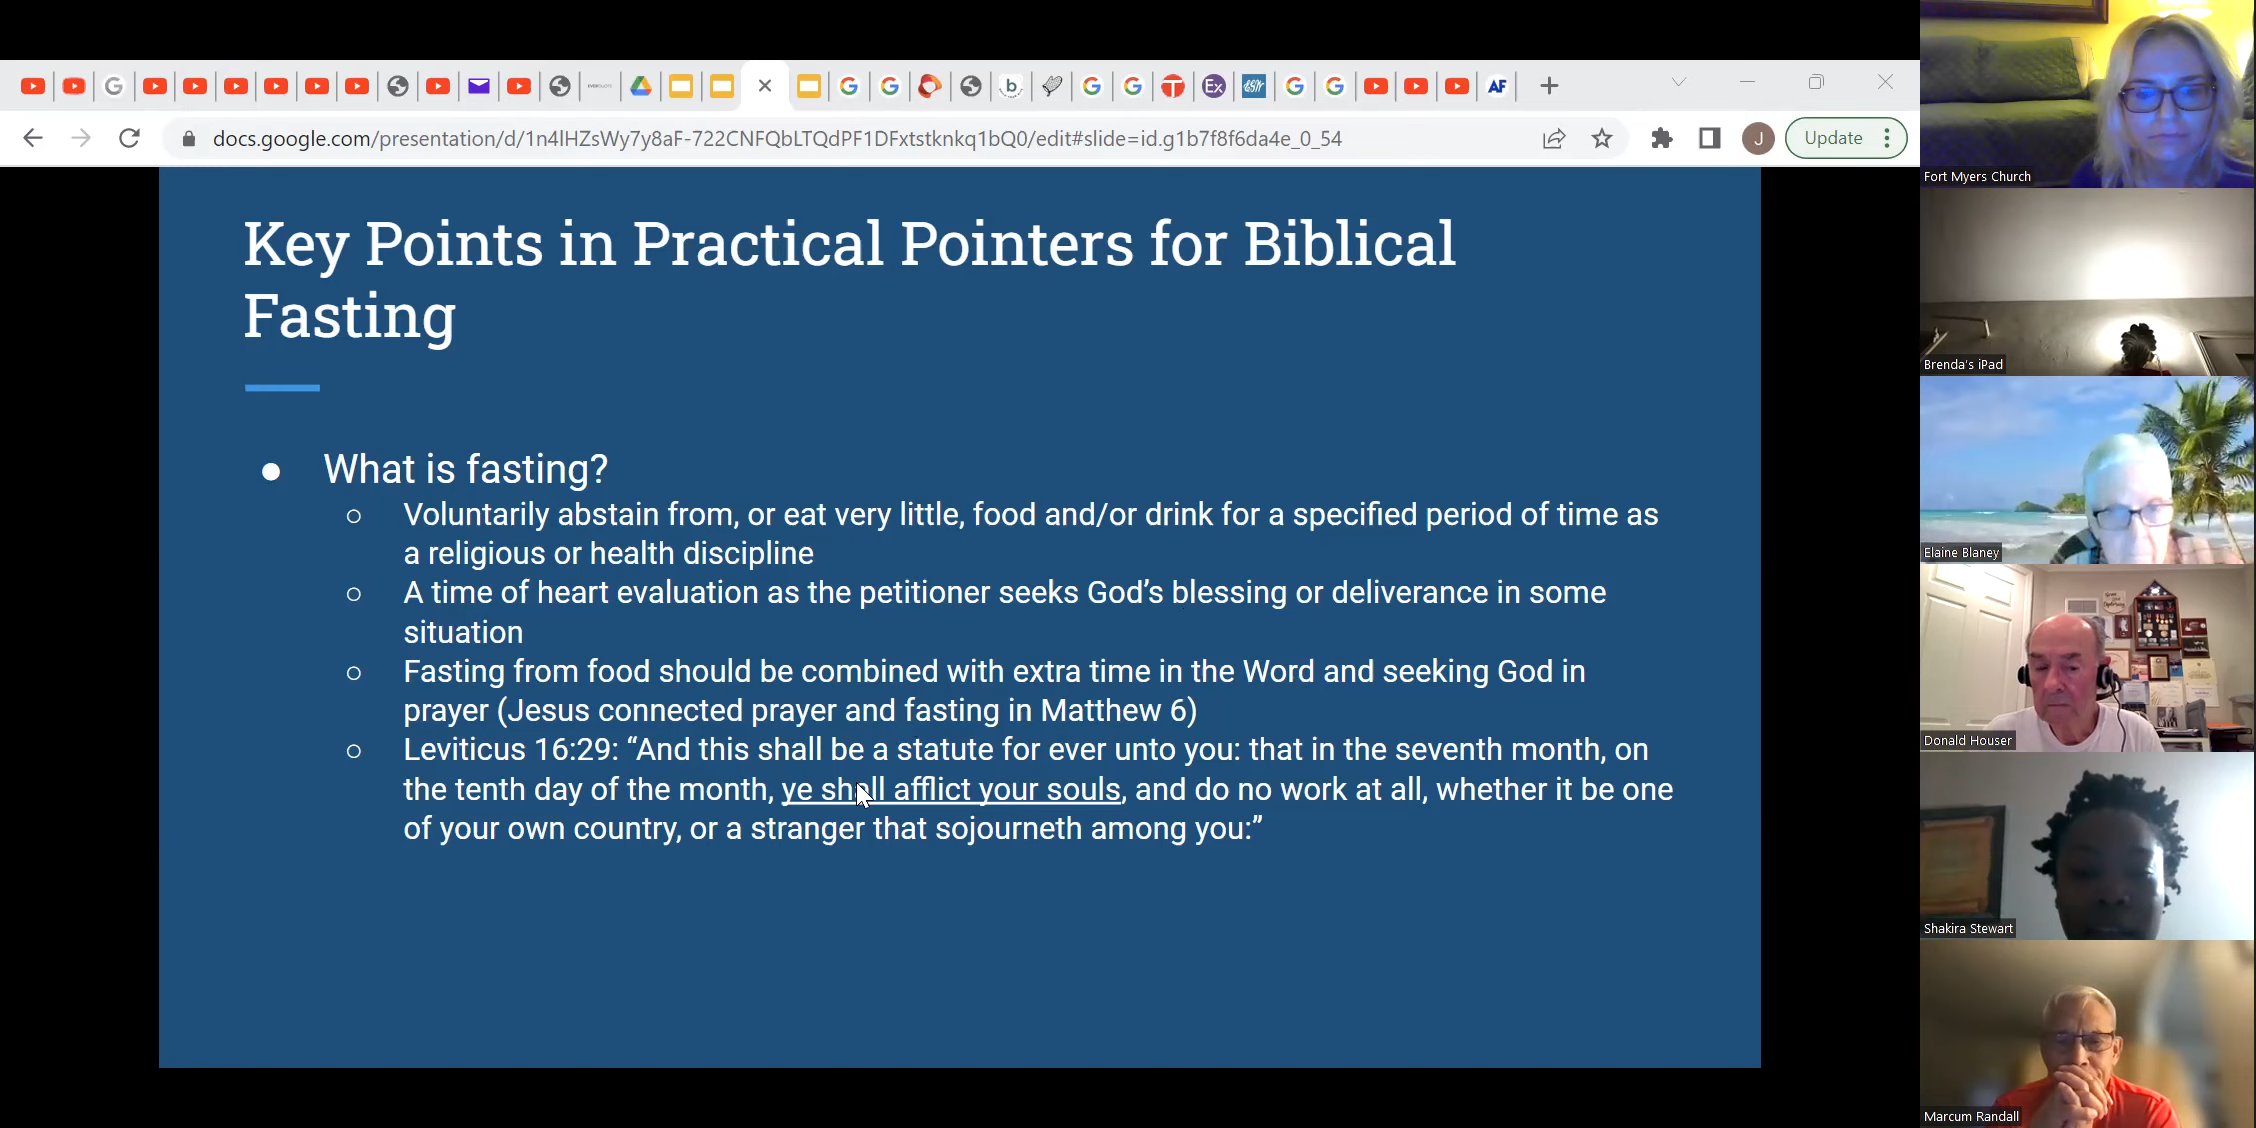 docs.google.com/presentation/d/1n4lHZsWy7y8aF-722CNFQbLTQdPF1DFxtstknkq1bQ0/edit#slide=id.g1b7f8f6da4e_0_54
J
Update
b
Ex
AF
Key Points in Practical Pointers for Biblical
Fasting
● What is fasting?
○ Voluntarily abstain from, or eat very little, food and/or drink for a specified period of time as
a religious or health discipline
○ A time of heart evaluation as the petitioner seeks God’s blessing or deliverance in some
situation
○ Fasting from food should be combined with extra time in the Word and seeking God in
prayer (Jesus connected prayer and fasting in Matthew 6)
○ Leviticus 16:29: “And this shall be a statute for ever unto you: that in the seventh month, on
the tenth day of the month, ye shall afflict your souls, and do no work at all, whether it be one
of your own country, or a stranger that sojourneth among you:”
Fort Myers Church
Brenda's iPad
Elaine Blaney
Donald Houser
Shakira Stewart
Marcum Randall